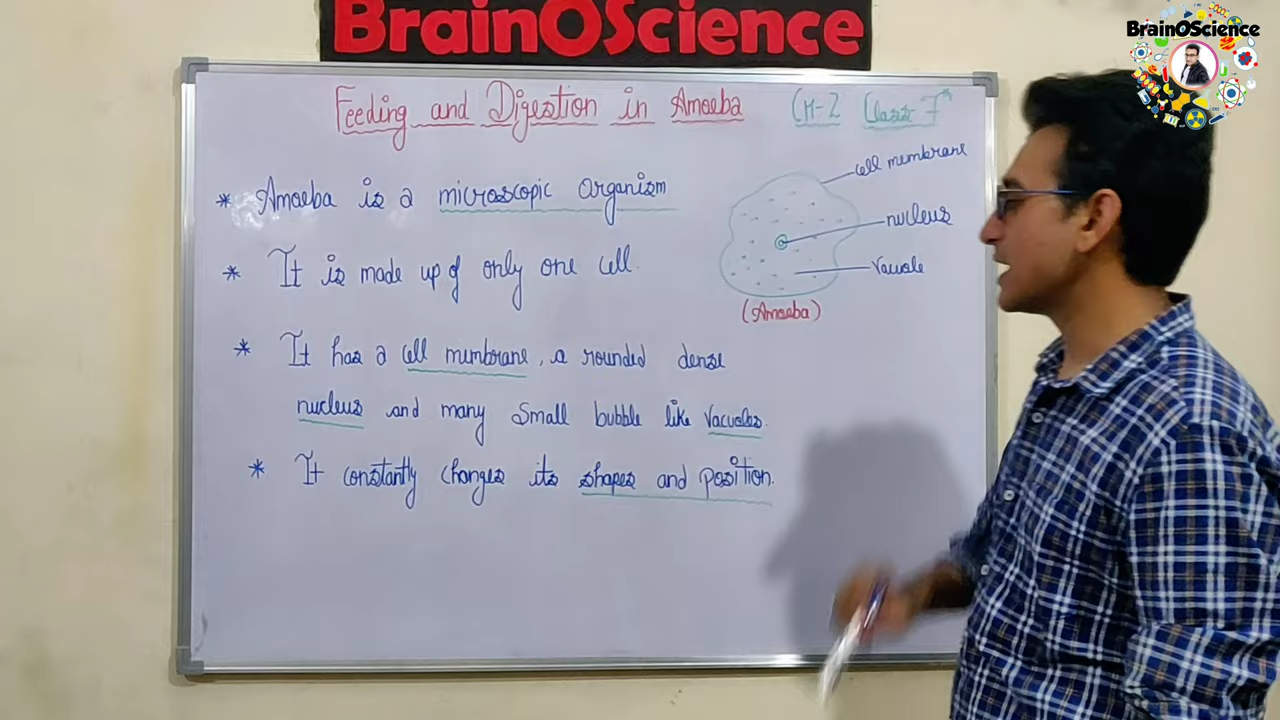 BrainOScience
BrainOScience
Feeding and Digestion in Amoeba CH-2 Class 7th
* Amoeba is a microscopic organism
* It is made up of only one cell.
* It has a cell membrane, a rounded dense
nucleus and many small bubble like vacuoles.
* It constantly changes its shapes and position.
cell membrane
nucleus
Vacuole
(Amoeba)